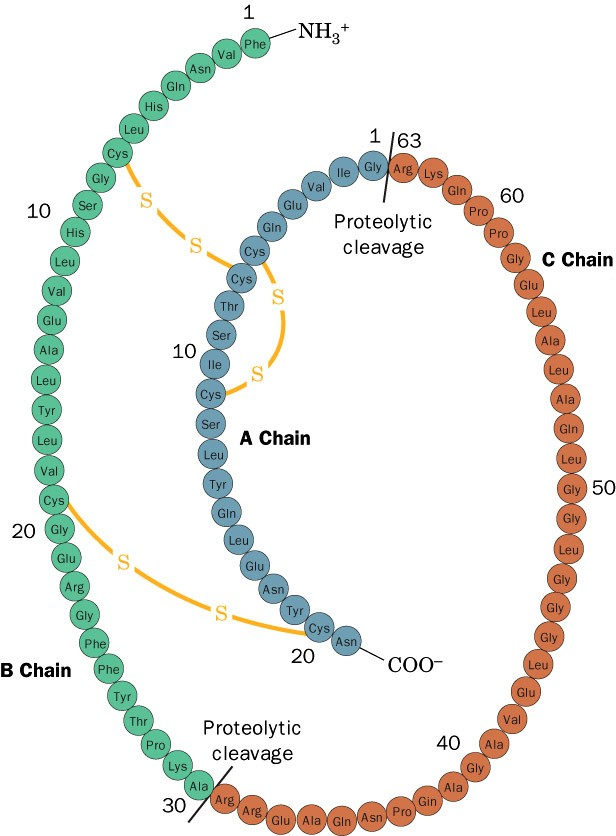 1
Phe
NH₃⁺
Val
Asn
Gln
His
Leu
Cys
Gly
Ser
10
His
Leu
Val
Glu
Ala
Leu
Tyr
Leu
Val
Cys
20
Gly
Glu
Arg
Gly
Phe
B Chain
Phe
Tyr
Thr
Pro
Lys
Ala
30
Proteolytic
cleavage
Arg
Arg
Glu
Ala
Gln
Asn
Pro
Gln
Ala
Gly
40
Ala
Val
Glu
Leu
Gly
Gly
Gly
Leu
Gly
Gly
50
Leu
Gln
Ala
Leu
Ala
Leu
Glu
Gly
C Chain
Pro
60
Pro
Gln
Lys
Arg
63
Proteolytic
cleavage
1
Gly
Ile
Val
Glu
Gln
Cys
Cys
Thr
Ser
10
Ile
Cys
Ser
A Chain
Leu
Tyr
Gln
Leu
Glu
Asn
Tyr
Cys
20
Asn
COO⁻
S
S
S
S
S
S